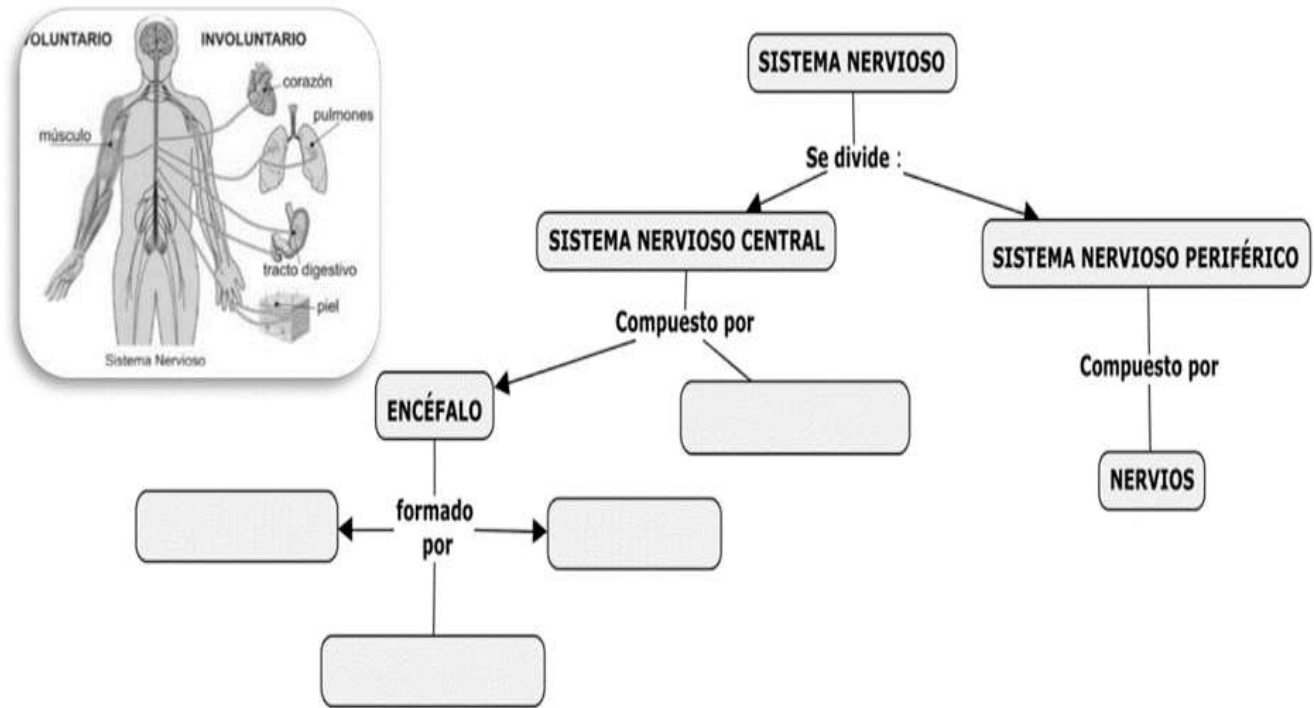 VOLUNTARIO INVOLUNTARIO
corazón
pulmones
músculo
tracto digestivo
piel
Sistema Nervioso
SISTEMA NERVIOSO
Se divide :
SISTEMA NERVIOSO CENTRAL
SISTEMA NERVIOSO PERIFÉRICO
Compuesto por
Compuesto por
ENCÉFALO
NERVIOS
formado
por